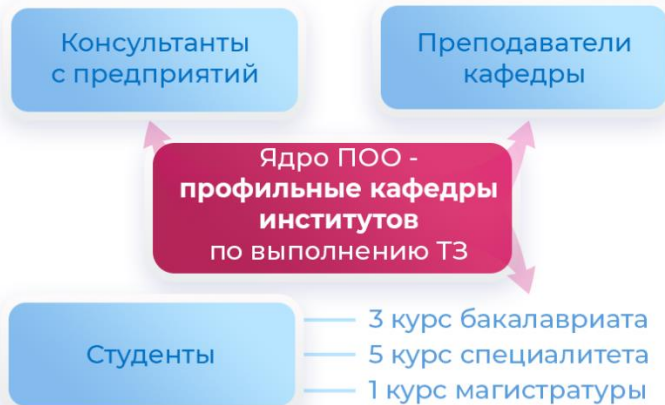 Консультанты
с предприятий
Преподаватели
кафедры
Ядро ПОО -
профильные кафедры
институтов
по выполнению ТЗ
Студенты
3 курс бакалавриата
5 курс специалитета
1 курс магистратуры